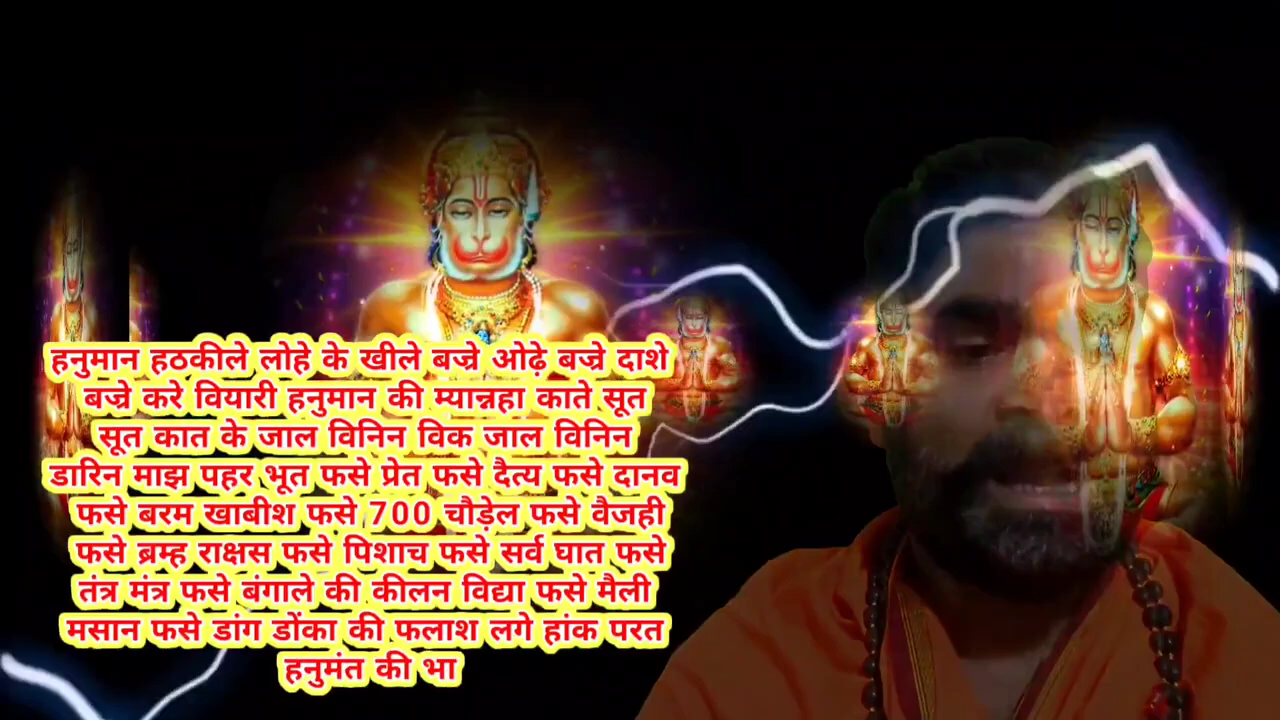 हनुमान हठकीले लोहे के खीले बज्रे ओढ़े बज्रे दाशे
बज्रे करे वियारी हनुमान की म्यान्नहा काते सूत
सूत कात के जाल विनिन विक जाल विनिन
डारिन माझ पहर भूत फसे प्रेत फसे दैत्य फसे दानव
फसे बरम खाबीश फसे 700 चौड़ेल फसे वैजही
फसे ब्रम्ह राक्षस फसे पिशाच फसे सर्व घात फसे
तंत्र मंत्र फसे बंगाले की कीलन विद्या फसे मैली
मसान फसे डांग डोंका की फलाश लगे हांक परत
हनुमंत की भा